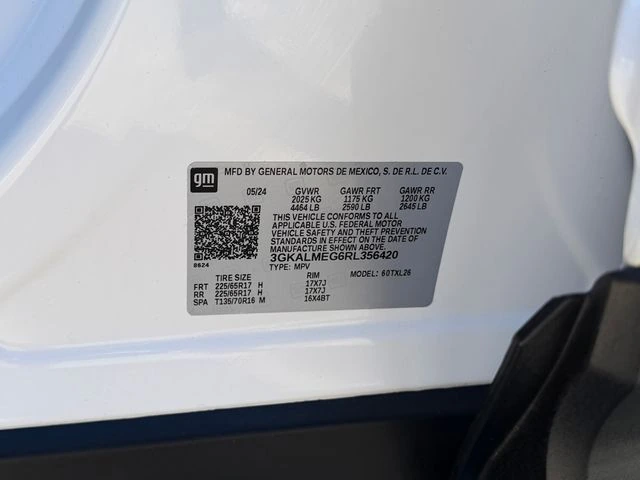 gm MFD BY GENERAL MOTORS DE MEXICO, S. DE R.L. DE C.V.
05/24 GVWR GAWR FRT GAWR RR
2025 KG 1175 KG 1200 KG
4464 LB 2590 LB 2645 LB
THIS VEHICLE CONFORMS TO ALL
APPLICABLE U.S. FEDERAL MOTOR
VEHICLE SAFETY AND THEFT PREVENTION
STANDARDS IN EFFECT ON THE DATE OF
MANUFACTURE SHOWN ABOVE.
3GKALMEG6RL356420
8624 TYPE: MPV MODEL: 60TXL26
TIRE SIZE RIM
FRT 225/65R17 H 17X7J
RR 225/65R17 H 17X7J
SPA T135/70R16 M 16X4BT